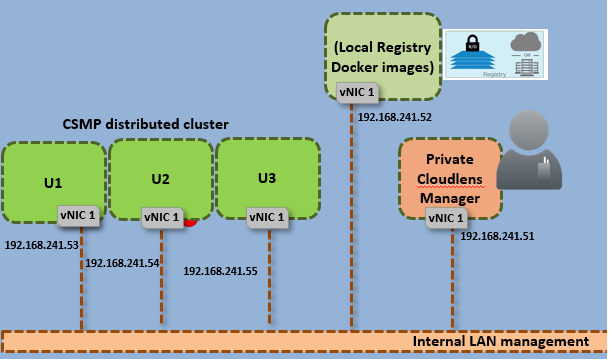 (Local Registry
Docker images)
R/O
OR
Registry
vNIC 1
192.168.241.52
CSMP distributed cluster
U1
U2
U3
Private
Cloudlens
Manager
vNIC 1
vNIC 1
vNIC 1
vNIC 1
192.168.241.53
192.168.241.54
192.168.241.55
192.168.241.51
Internal LAN management